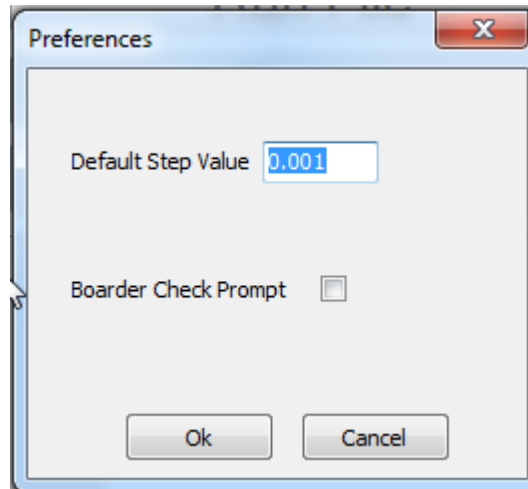 Preferences
Default Step Value 0.001
Boarder Check Prompt
Ok Cancel